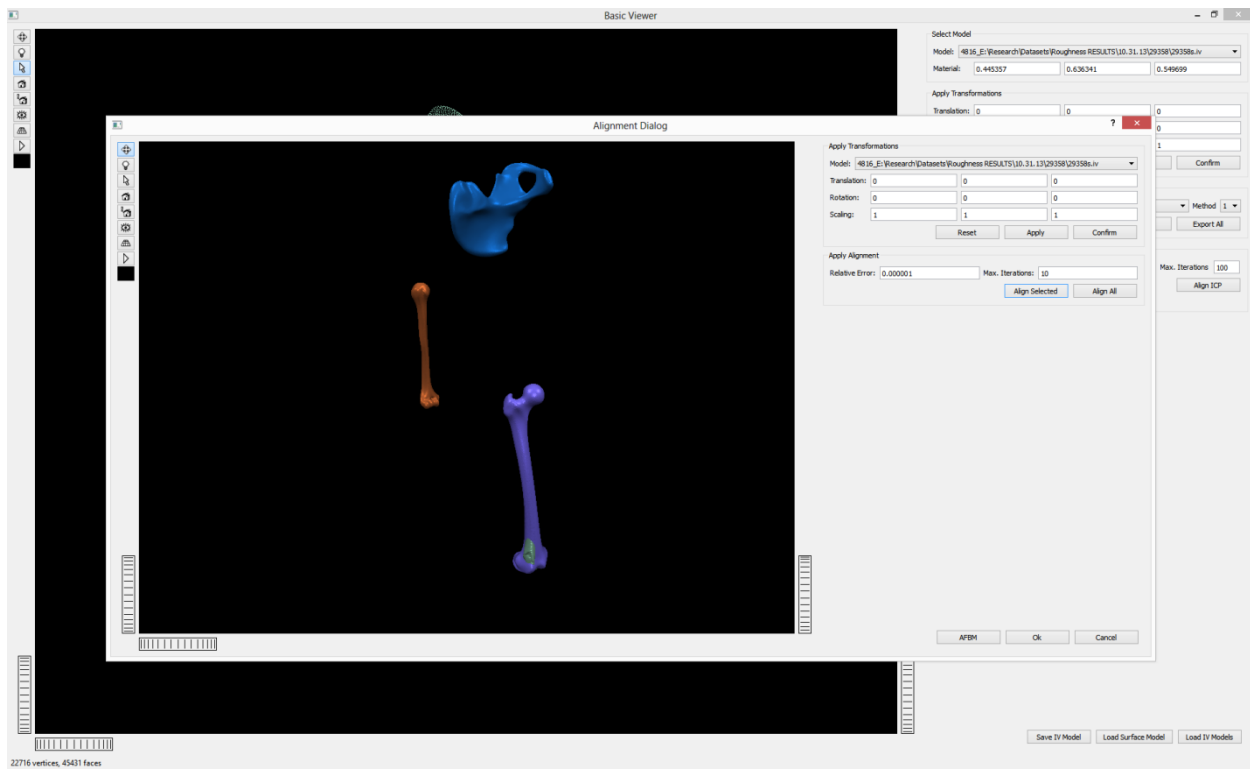 Basic Viewer
Select Model
Model: 4816_E:\Research\Datasets\Roughness RESULTS\10.31.13\29358\29358s.iv
Material: 0.445357 0.636341 0.549699
Apply Transformations
Translation: 0 0 0
0
1
Confirm
Method 1
Export All
Max. Iterations 100
Align ICP
Alignment Dialog
?
Apply Transformations
Model: 4816_E:\Research\Datasets\Roughness RESULTS\10.31.13\29358\29358s.iv
Translation: 0 0 0
Rotation: 0 0 0
Scaling: 1 1 1
Reset Apply Confirm
Apply Alignment
Relative Error: 0.000001 Max. Iterations: 10
Align Selected Align All
AFBM Ok Cancel
Save IV Model Load Surface Model Load IV Models
22716 vertices, 45431 faces